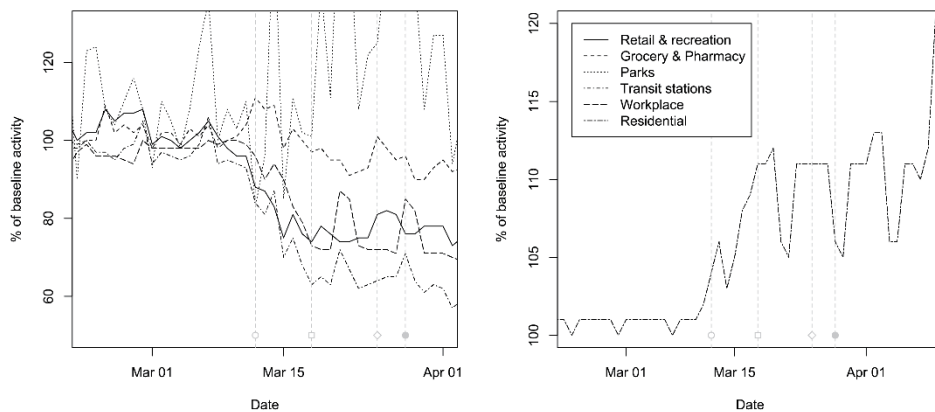 % of baseline activity
120
100
80
60
Mar 01
Mar 15
Apr 01
Date
% of baseline activity
120
115
110
105
100
Retail & recreation
Grocery & Pharmacy
Parks
Transit stations
Workplace
Residential
Mar 01
Mar 15
Apr 01
Date